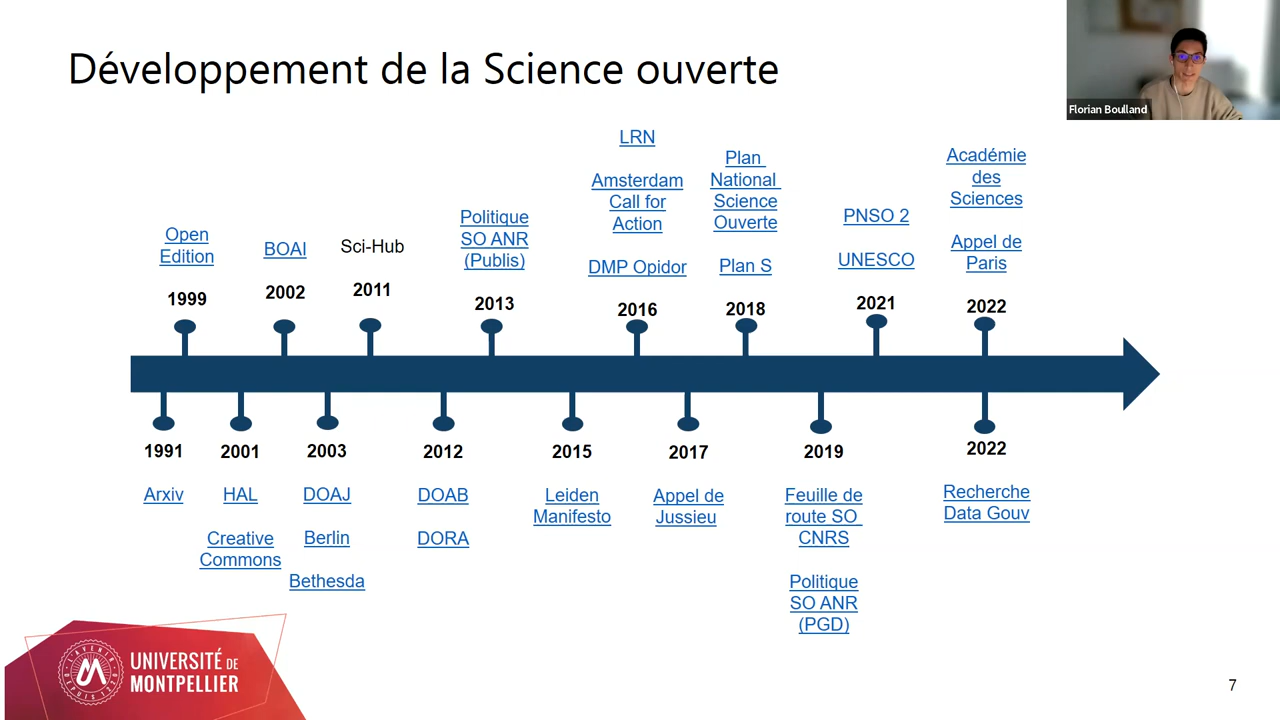 Développement de la Science ouverte
Florian Boulland
LRN
Amsterdam
Call for
Action
DMP Opidor
2016
Plan
National
Science
Ouverte
Plan S
2018
Académie
des
Sciences
Appel de
Paris
2022
Open
Edition
1999
BOAI
2002
Sci-Hub
2011
Politique
SO ANR
(Publis)
2013
PNSO 2
UNESCO
2021
1991
Arxiv
2001
HAL
Creative
Commons
2003
DOAJ
Berlin
Bethesda
2012
DOAB
DORA
2015
Leiden
Manifesto
2017
Appel de
Jussieu
2019
Feuille de
route SO
CNRS
Politique
SO ANR
(PGD)
2022
Recherche
Data Gouv
UNIVERSITÉ DE
MONTPELLIER
7